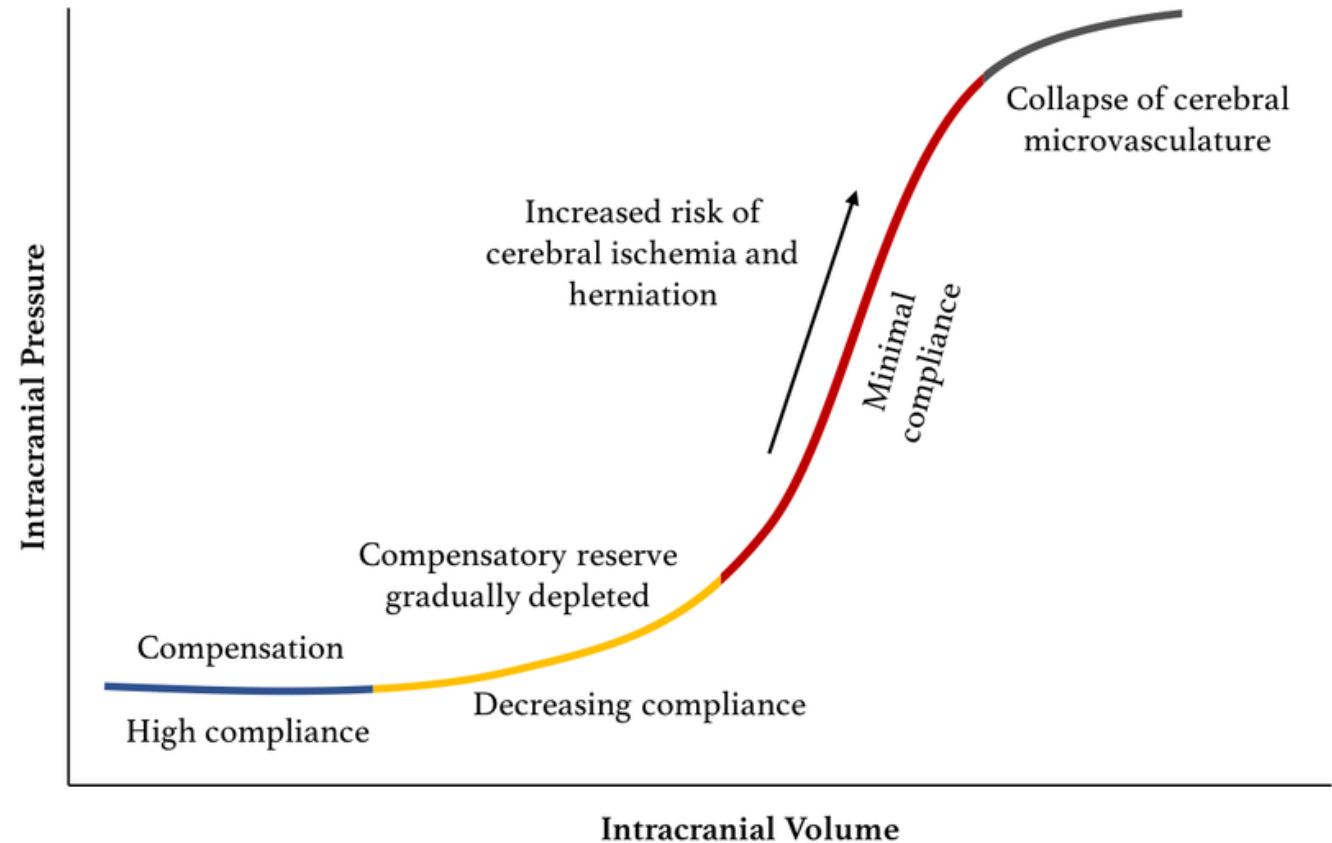 Collapse of cerebral
microvasculature
Increased risk of
cerebral ischemia and
herniation
Minimal
compliance
Intracranial Pressure
Compensatory reserve
gradually depleted
Compensation
Decreasing compliance
High compliance
Intracranial Volume